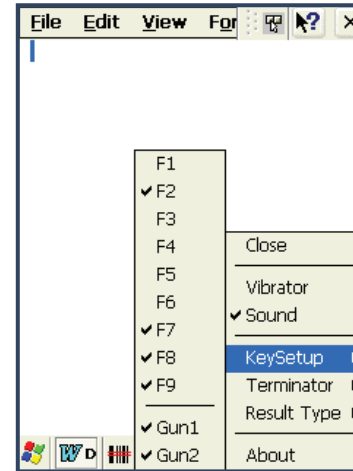 File Edit View For
F1
F2
F3
F4
F5
F6
F7
F8
F9
Gun1
Gun2
Close
Vibrator
Sound
KeySetup
Terminator
Result Type
About
W D